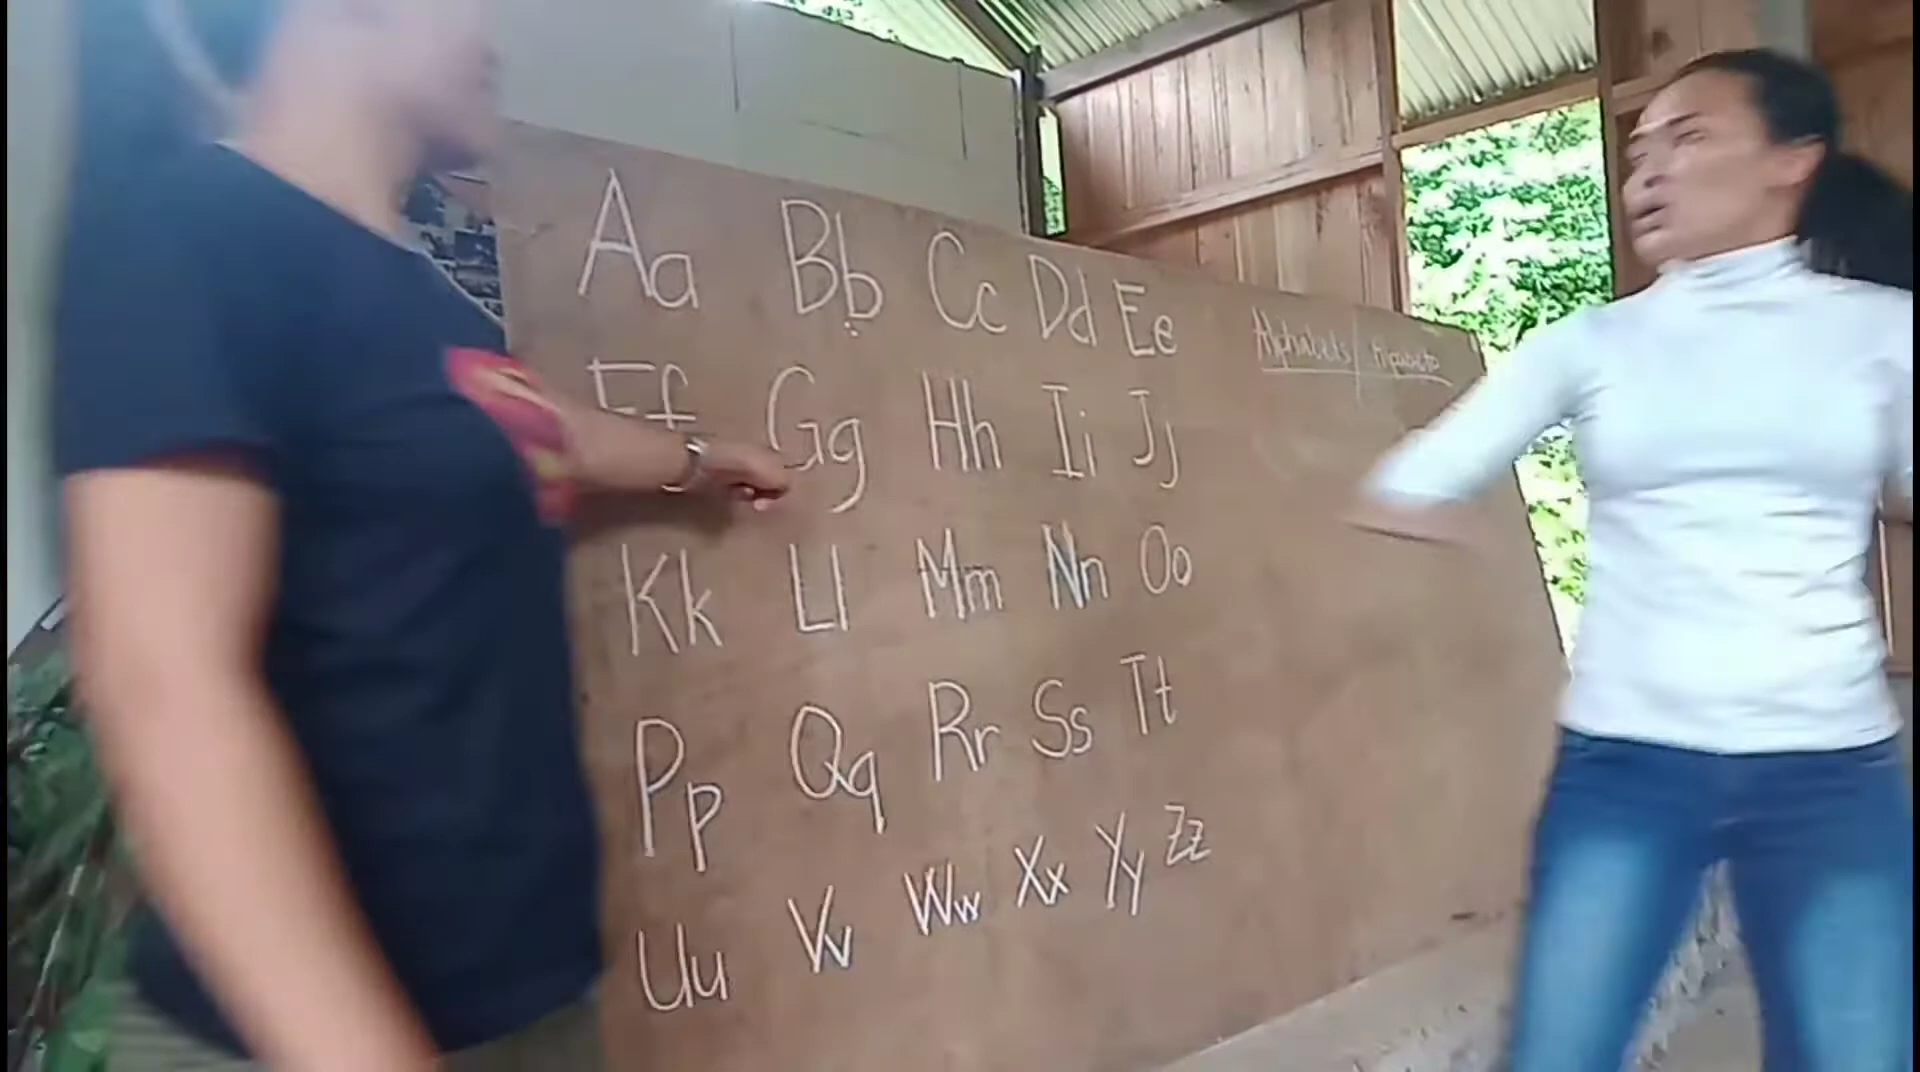 Aa Bb Cc Dd Ee
Alphabets/
Ff Gg Hh Ii Jj
Kk Ll Mm Nn Oo
Pp Qq Rr Ss Tt
Uu Vv Ww Xx Yy Zz